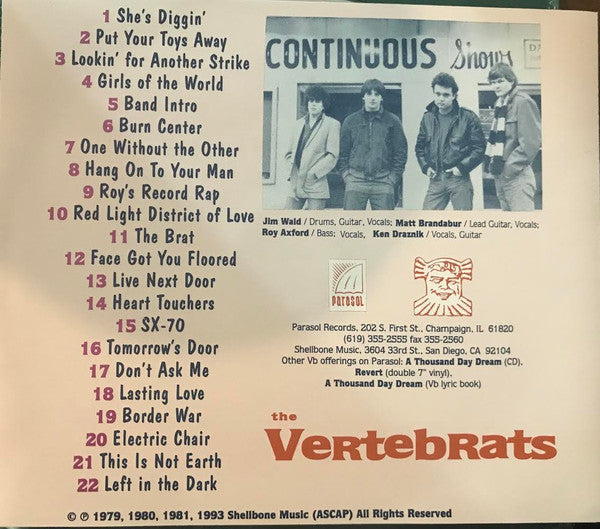 1 She's Diggin'
2 Put Your Toys Away
3 Lookin' for Another Strike
4 Girls of the World
5 Band Intro
6 Burn Center
7 One Without the Other
8 Hang On To Your Man
9 Roy's Record Rap
10 Red Light District of Love
11 The Brat
12 Face Got You Floored
13 Live Next Door
14 Heart Touchers
15 SX-70
16 Tomorrow's Door
17 Don't Ask Me
18 Lasting Love
19 Border War
20 Electric Chair
21 This Is Not Earth
22 Left in the Dark
CONTINUOUS Shows
Jim Wald / Drums, Guitar, Vocals; Matt Brandabur / Lead Guitar, Vocals;
Roy Axford / Bass; Vocals, Ken Draznik / Vocals, Guitar
PARASOL
Parasol Records, 202 S. First St., Champaign, IL 61820
(619) 355-2555 fax 355-2560
Shellbone Music, 3604 33rd St., San Diego, CA 92104
Other Vb offerings on Parasol: A Thousand Day Dream (CD).
Revert (double 7" vinyl).
A Thousand Day Dream (Vb lyric book)
the
VERTEBRATS
© ℗ 1979, 1980, 1981, 1993 Shellbone Music (ASCAP) All Rights Reserved